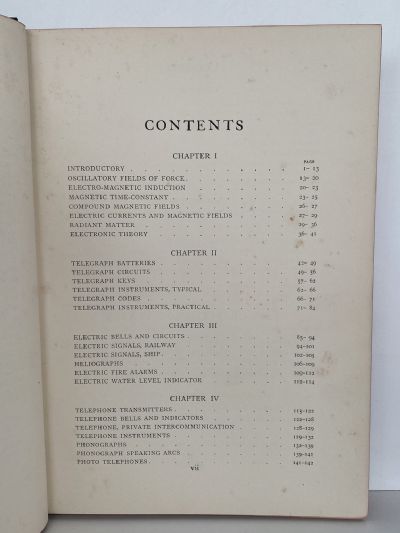 CONTENTS
CHAPTER I
PAGE
INTRODUCTORY . . . . . . . . . 1– 13
OSCILLATORY FIELDS OF FORCE . . . . . . 13– 20
ELECTRO-MAGNETIC INDUCTION . . . . . . 20– 23
MAGNETIC TIME-CONSTANT . . . . . . . 23– 25
COMPOUND MAGNETIC FIELDS . . . . . . 26– 27
ELECTRIC CURRENTS AND MAGNETIC FIELDS . . . . 27– 29
RADIANT MATTER . . . . . . . . 29– 36
ELECTRONIC THEORY . . . . . . . . 36– 41
CHAPTER II
TELEGRAPH BATTERIES . . . . . . . 42– 49
TELEGRAPH CIRCUITS . . . . . . . 49– 56
TELEGRAPH KEYS . . . . . . . . 57– 62
TELEGRAPH INSTRUMENTS, TYPICAL . . . . . 62– 66
TELEGRAPH CODES . . . . . . . . 66– 71
TELEGRAPH INSTRUMENTS, PRACTICAL . . . . . 71– 84
CHAPTER III
ELECTRIC BELLS AND CIRCUITS . . . . . . 85– 94
ELECTRIC SIGNALS, RAILWAY . . . . . . 94–101
ELECTRIC SIGNALS, SHIP . . . . . . . 102–105
HELIOGRAPHS . . . . . . . . 106–109
ELECTRIC FIRE ALARMS . . . . . . . 109–112
ELECTRIC WATER LEVEL INDICATOR . . . . . 112–114
CHAPTER IV
TELEPHONE TRANSMITTERS . . . . . . . 115–122
TELEPHONE BELLS AND INDICATORS . . . . . 122–128
TELEPHONE, PRIVATE INTERCOMMUNICATION . . . . 128–129
TELEPHONE INSTRUMENTS . . . . . . . 129–132
PHONOGRAPHS . . . . . . . . 132–139
PHONOGRAPH SPEAKING ARCS . . . . . . 139–141
PHOTO TELEPHONES . . . . . . . . 141–142
vii